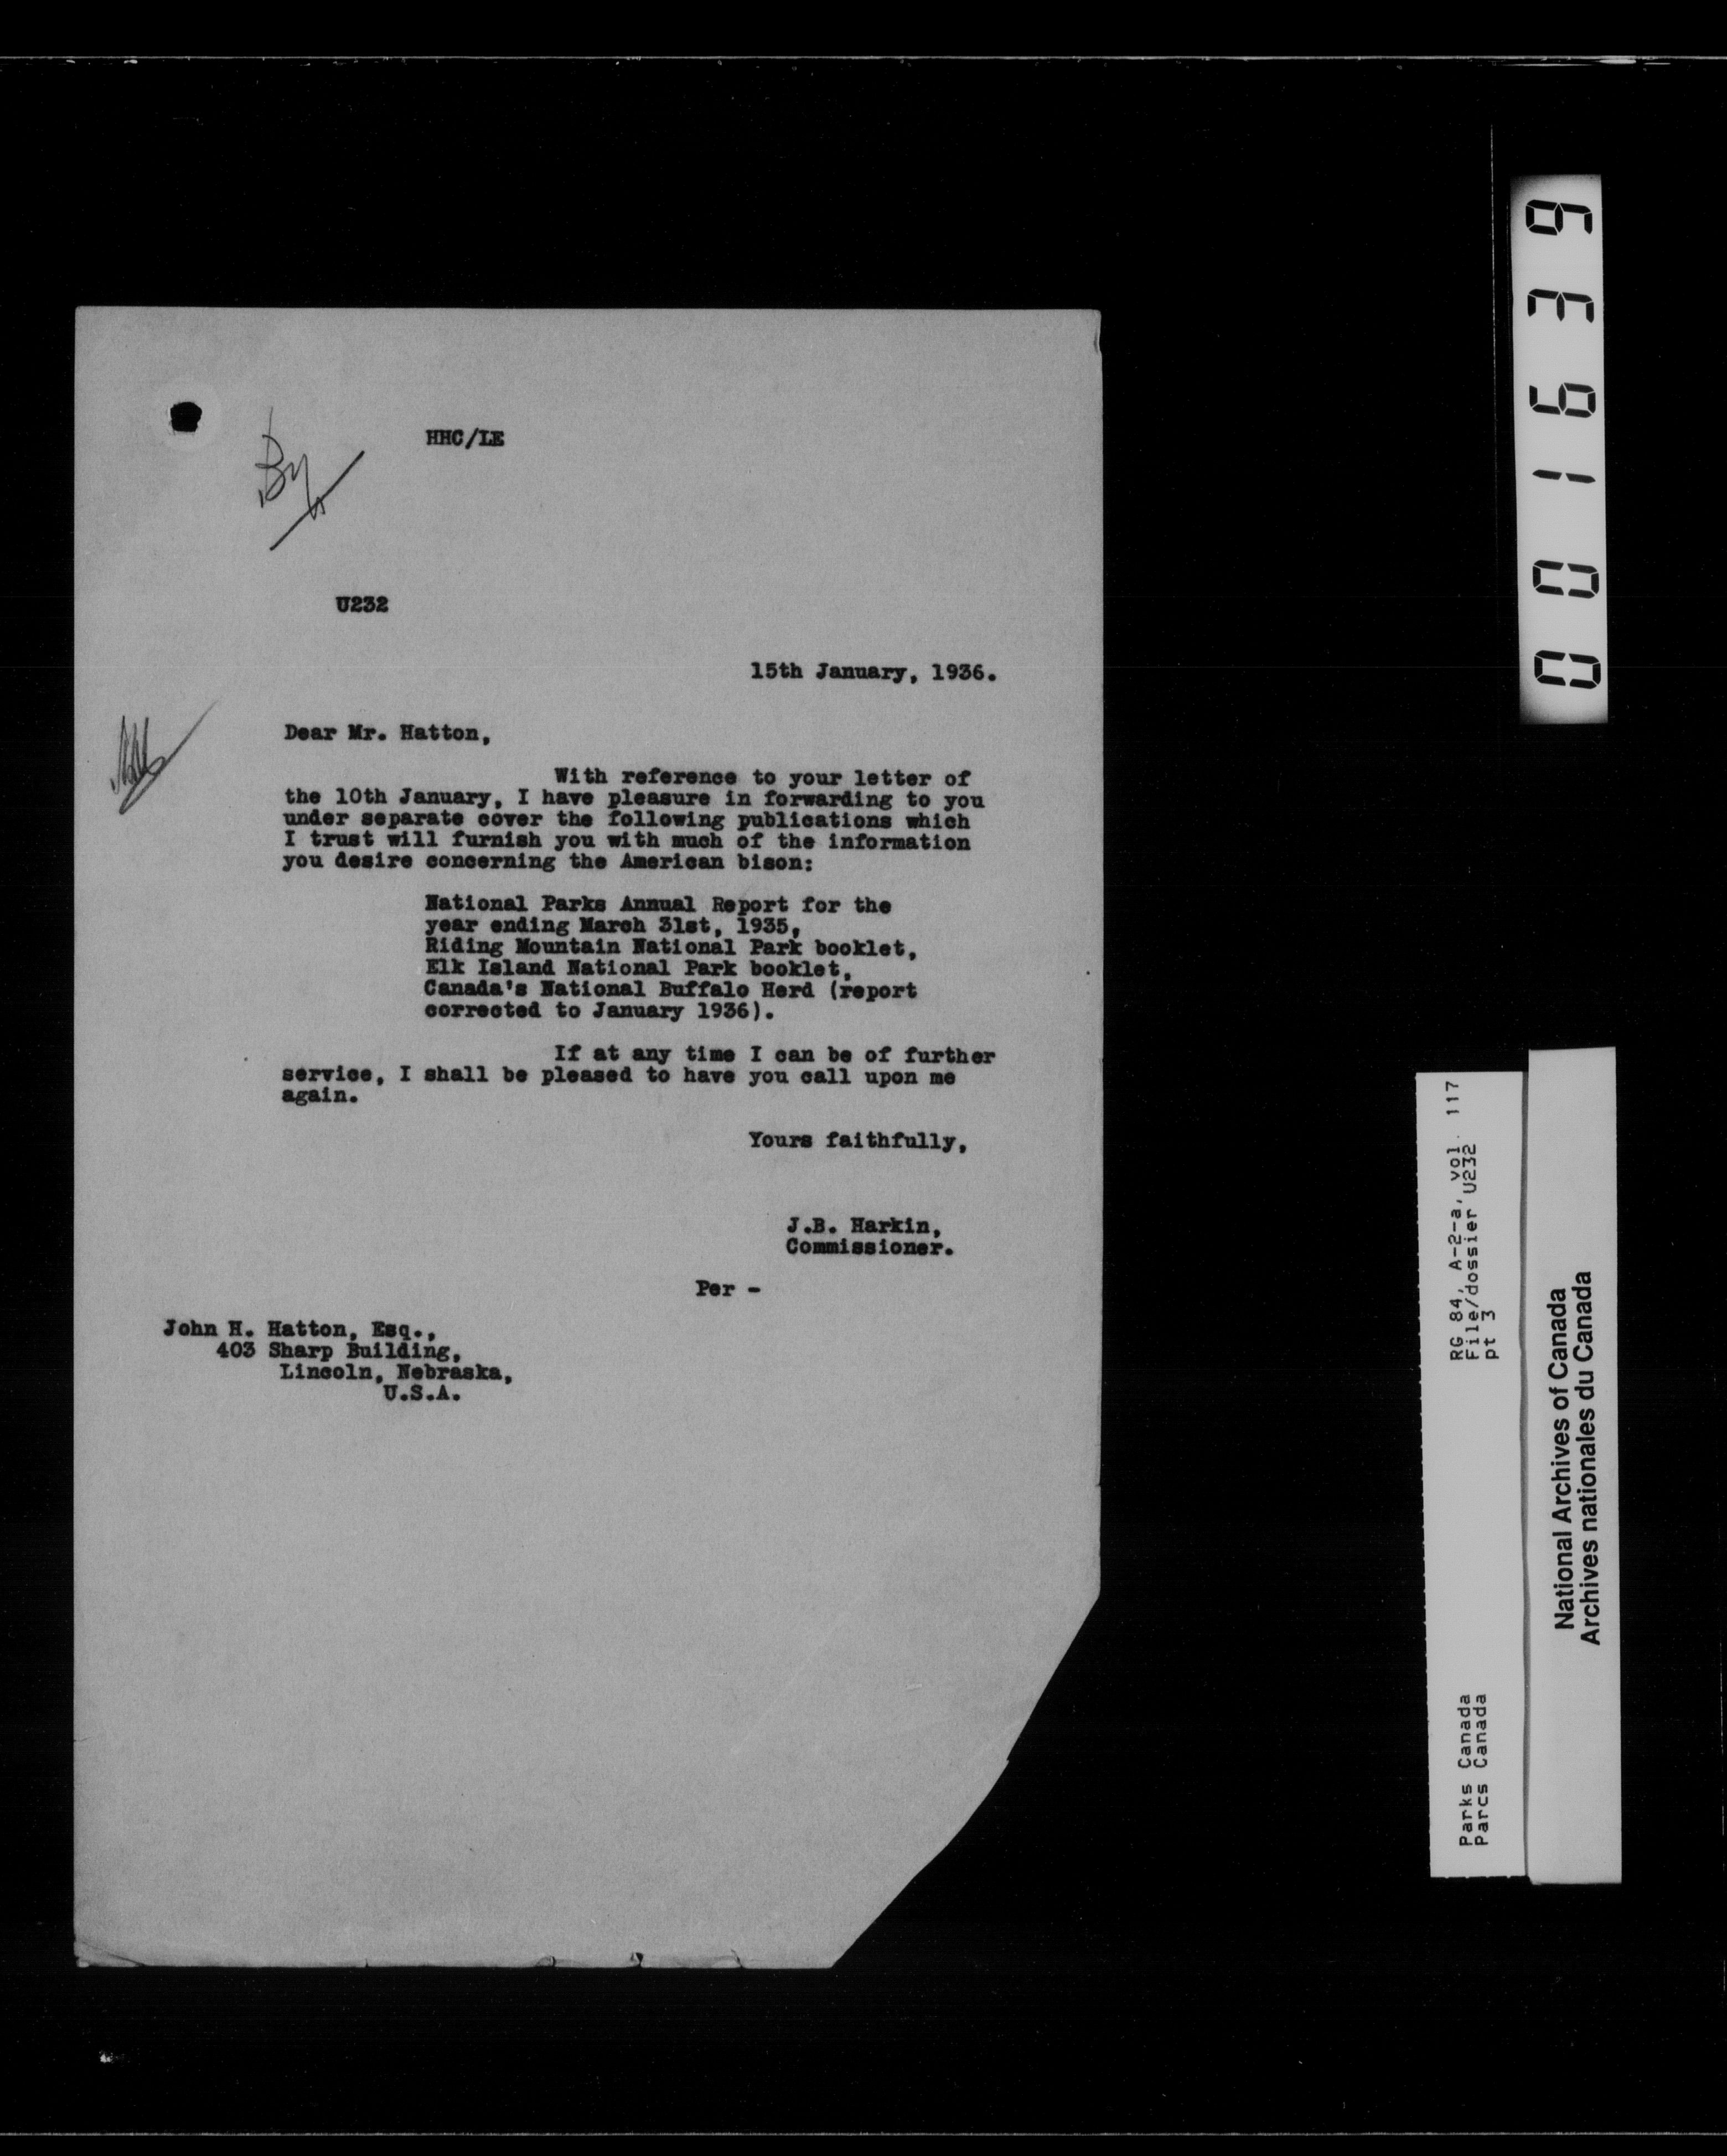 HHC/LE
By
U232
15th January, 1936.
Dear Mr. Hatton,
With reference to your letter of
the 10th January, I have pleasure in forwarding to you
under separate cover the following publications which
I trust will furnish you with much of the information
you desire concerning the American bison:
National Parks Annual Report for the
year ending March 31st, 1935,
Riding Mountain National Park booklet,
Elk Island National Park booklet,
Canada's National Buffalo Herd (report
corrected to January 1936).
If at any time I can be of further
service, I shall be pleased to have you call upon me
again.
Yours faithfully,
J.B. Harkin,
Commissioner.
Per -
John H. Hatton, Esq.,
403 Sharp Building,
Lincoln, Nebraska,
U.S.A.
001639
RG 84, A-2-a, vol. 117
File/dossier U232
pt 3
Parks Canada
Parcs Canada
National Archives of Canada
Archives nationales du Canada